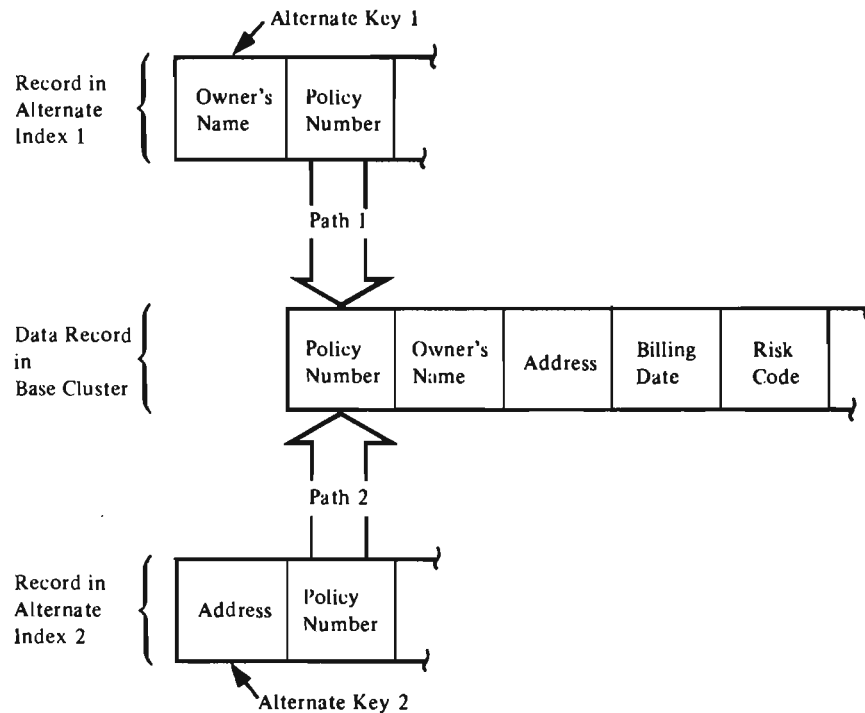 Alternate Key 1
Record in
Alternate
Index 1
Owner's
Name
Policy
Number
Path 1
Data Record
in
Base Cluster
Policy
Number
Owner's
Name
Address
Billing
Date
Risk
Code
Path 2
Record in
Alternate
Index 2
Address
Policy
Number
Alternate Key 2